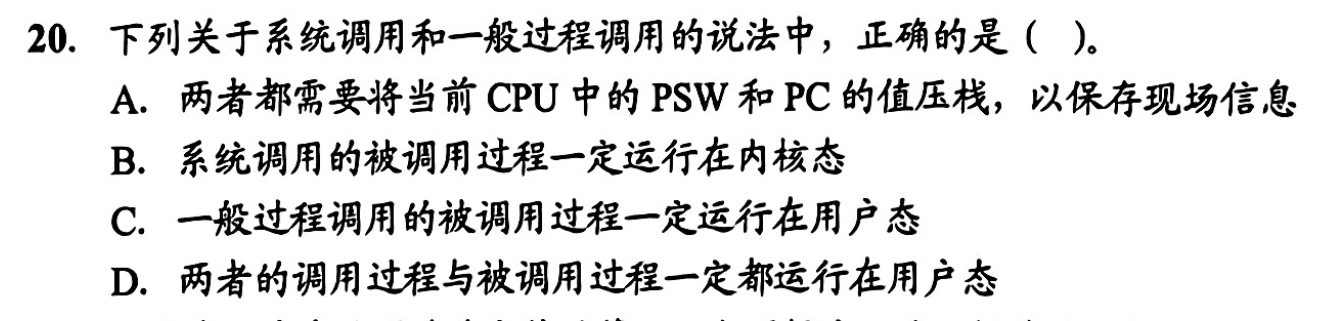 20. 下列关于系统调用和一般过程调用的说法中，正确的是（ ）。
A. 两者都需要将当前 CPU 中的 PSW 和 PC 的值压栈，以保存现场信息
B. 系统调用的被调用过程一定运行在内核态
C. 一般过程调用的被调用过程一定运行在用户态
D. 两者的调用过程与被调用过程一定都运行在用户态